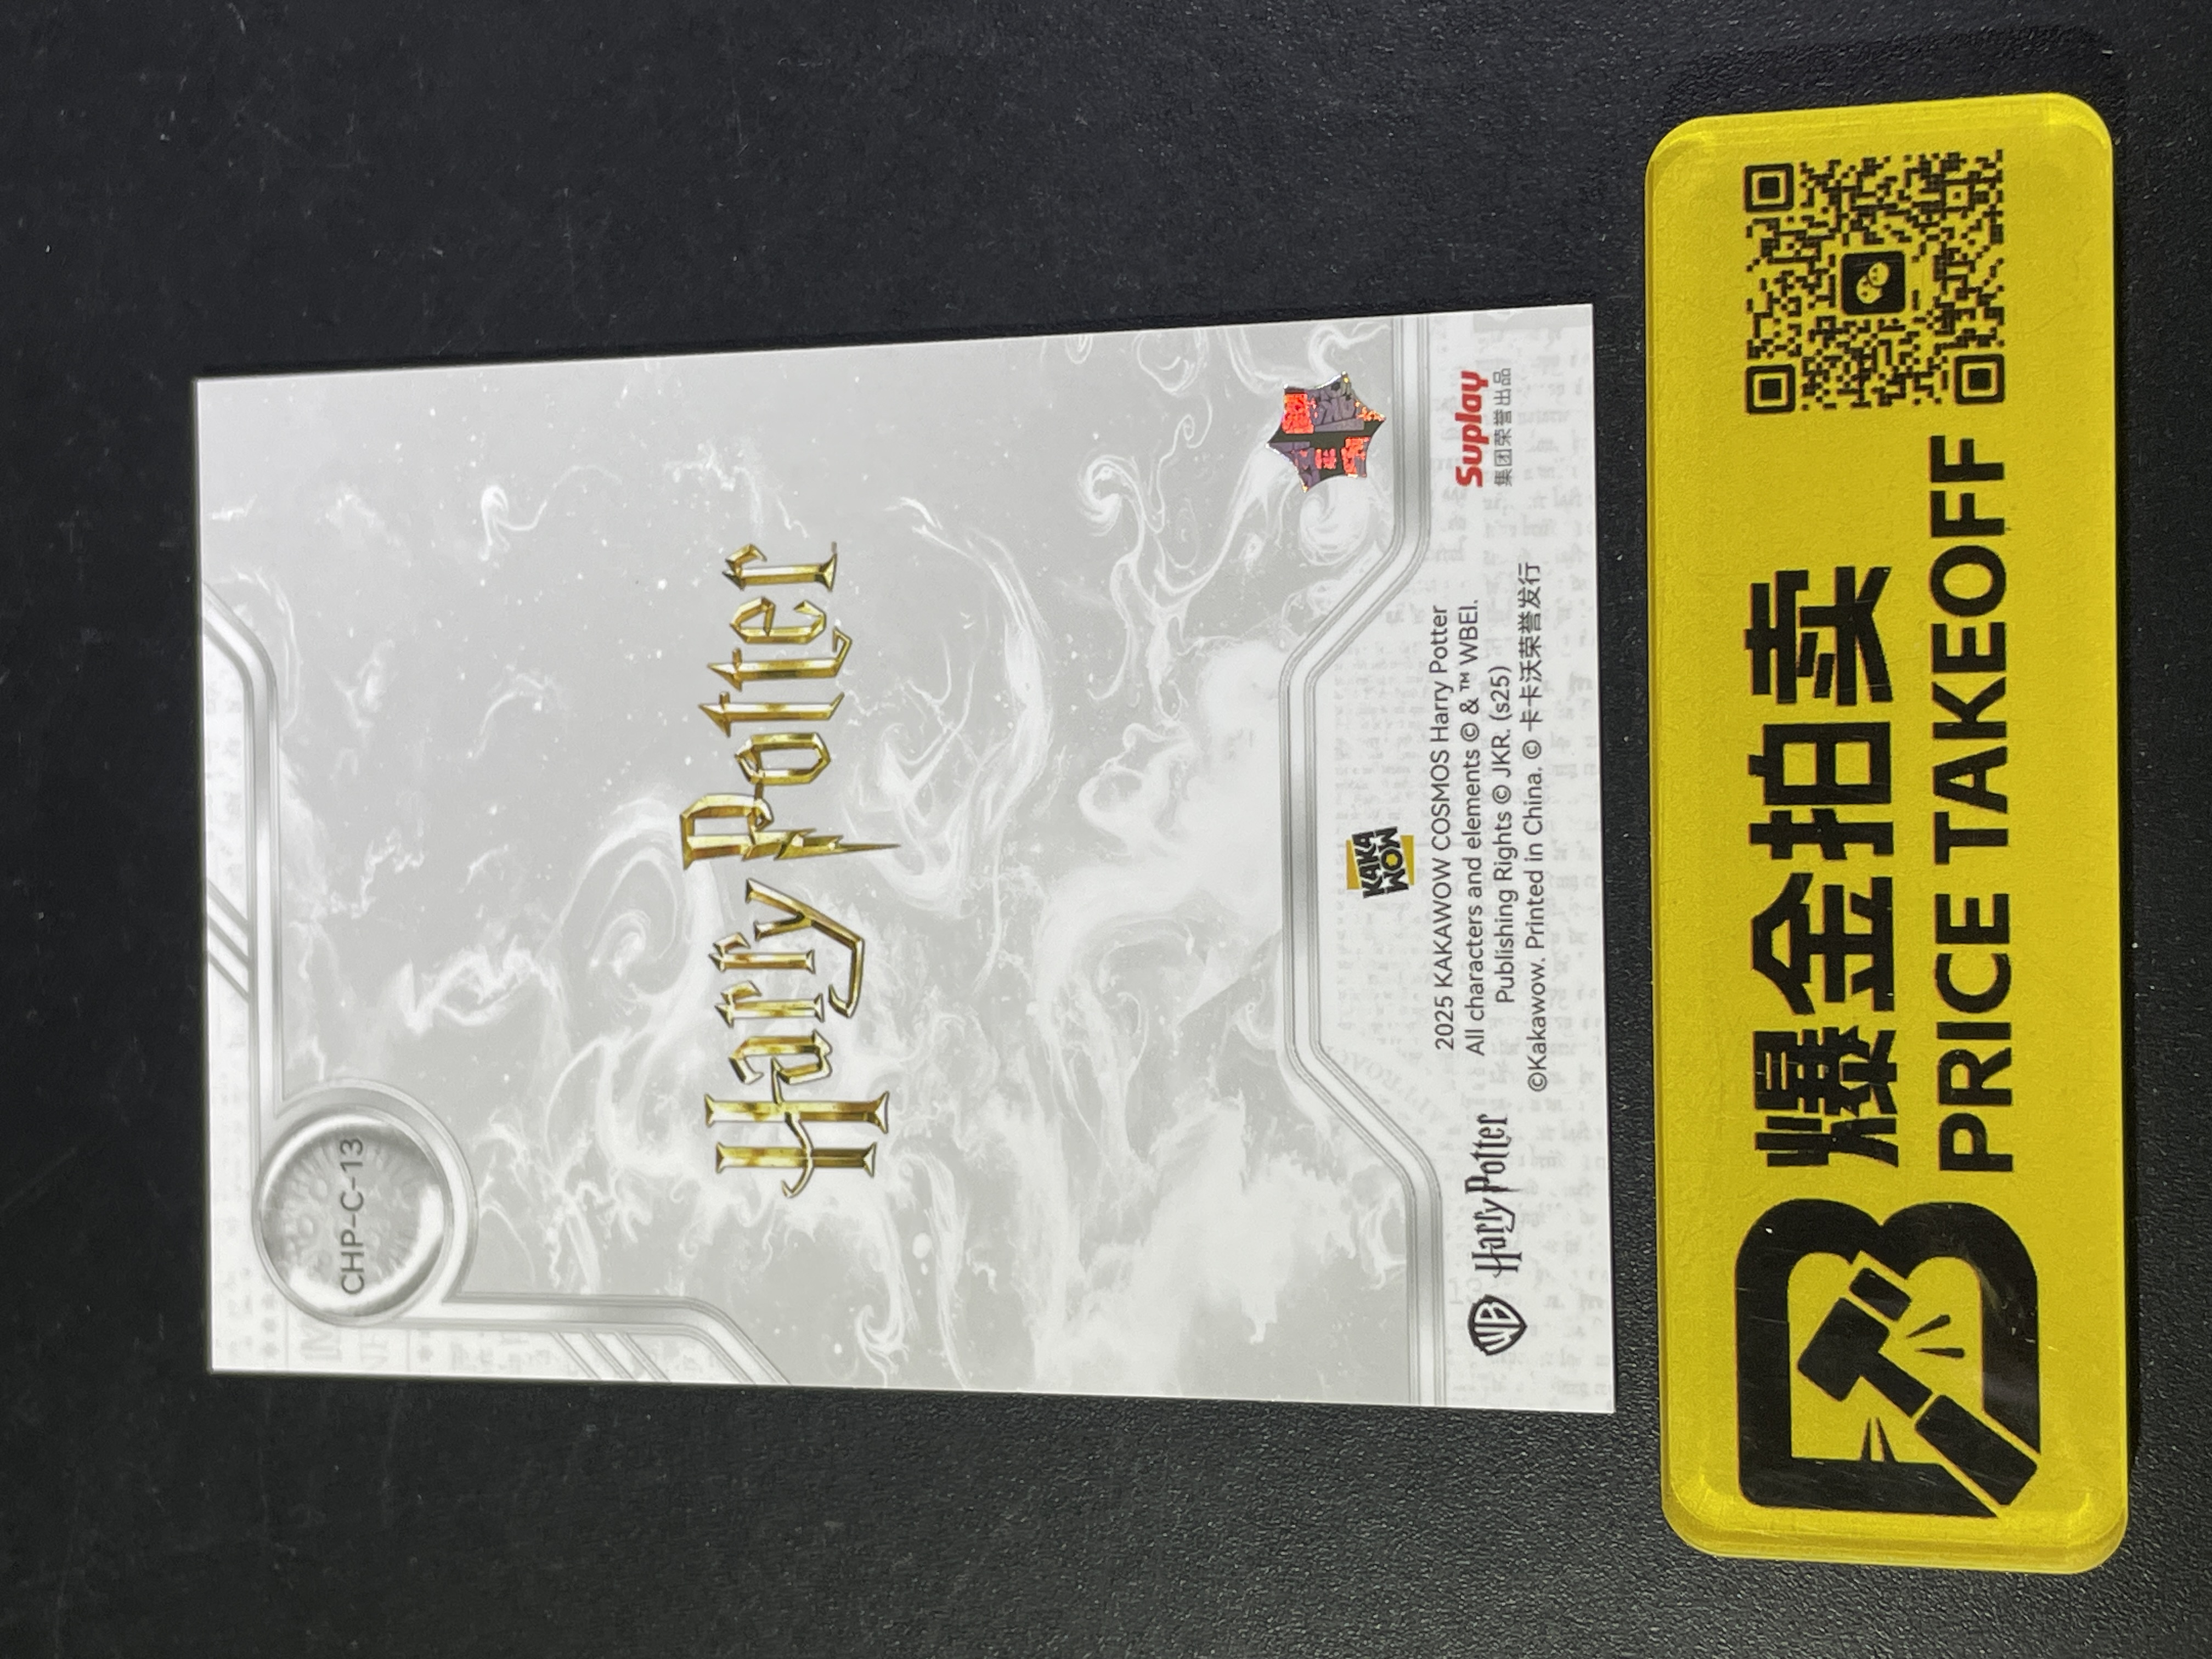 CHP-C-13
Harry Potter
KAKA
WOW
2025 KAKAWOW COSMOS Harry Potter
All characters and elements © & ™ WBEI.
Publishing Rights © JKR. (s25)
©Kakawow. Printed in China. © 卡卡沃荣誉发行
WB Harry Potter
Suplay
集团荣誉出品
爆金拍卖
PRICE TAKEOFF